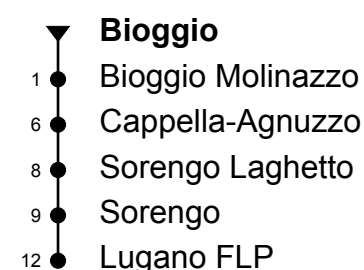 Bioggio
1 Bioggio Molinazzo
6 Cappella-Agnuzzo
8 Sorengo Laghetto
9 Sorengo
12 Lugano FLP